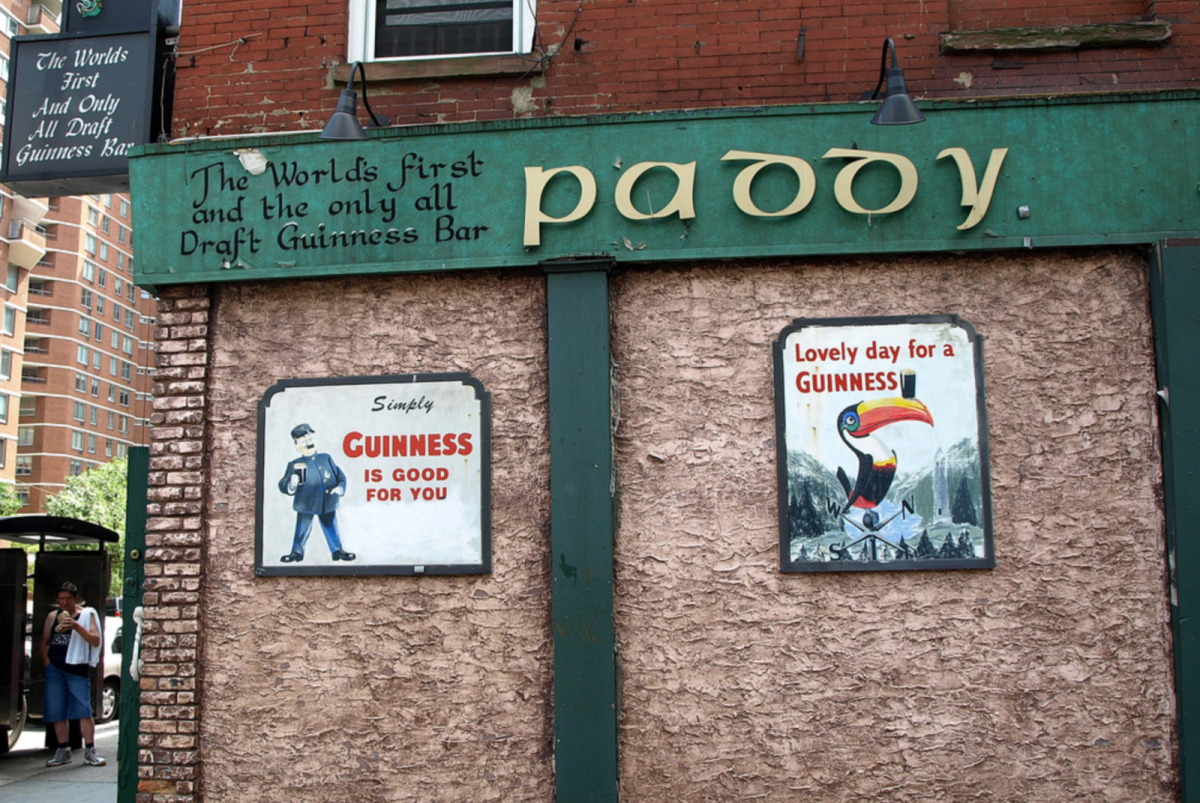 The Worlds
First
And Only
All Draft
Guinness Bar
The World's first
and the only all
Draft Guinness Bar
paddy
Simply
GUINNESS
IS GOOD
FOR YOU
Lovely day for a
GUINNESS
W N
S